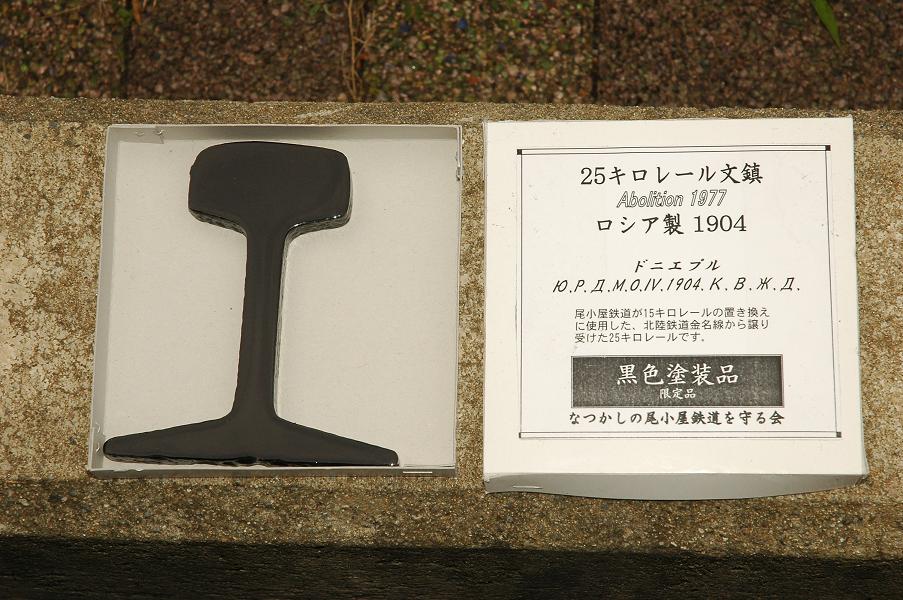 25キロレール文鎮
Abolition 1977
ロシア製 1904
ドニエプル
Ю.Р.Д.М.О.IV.1904.К.В.Ж.Д.
尾小屋鉄道が15キロレールの置き換え
に使用した、北陸鉄道金名線から譲り
受けた25キロレールです。
黒色塗装品
限定品
なつかしの尾小屋鉄道を守る会